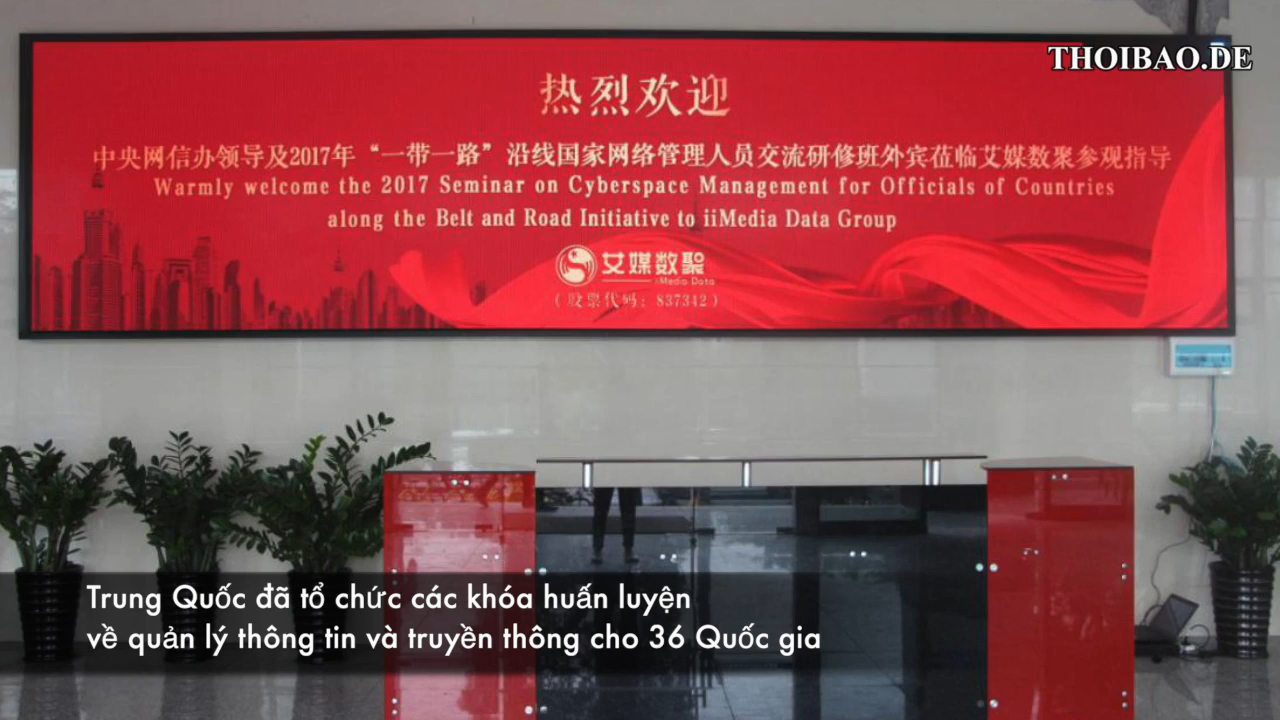 THOIBAO.DE
热烈欢迎
中央网信办领导及2017年“一带一路”沿线国家网络管理人员交流研修班外宾莅临艾媒数聚参观指导
Warmly welcome the 2017 Seminar on Cyberspace Management for Officials of Countries
along the Belt and Road Initiative to iiMedia Data Group
艾媒数聚
iiMedia Data
(股票代码：837342)
Trung Quốc đã tổ chức các khóa huấn luyện
về quản lý thông tin và truyền thông cho 36 Quốc gia